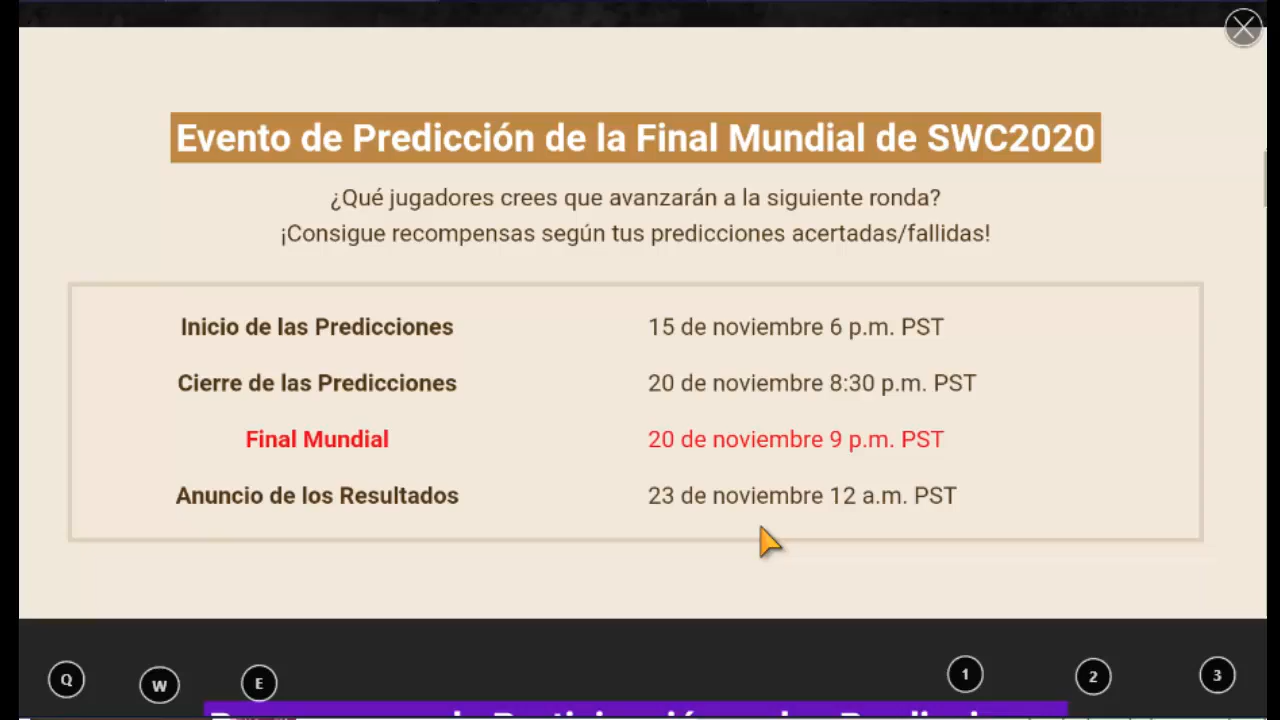 Evento de Predicción de la Final Mundial de SWC2020
¿Qué jugadores crees que avanzarán a la siguiente ronda?
¡Consigue recompensas según tus predicciones acertadas/fallidas!
Inicio de las Predicciones 15 de noviembre 6 p.m. PST
Cierre de las Predicciones 20 de noviembre 8:30 p.m. PST
Final Mundial 20 de noviembre 9 p.m. PST
Anuncio de los Resultados 23 de noviembre 12 a.m. PST
Q W E 1 2 3